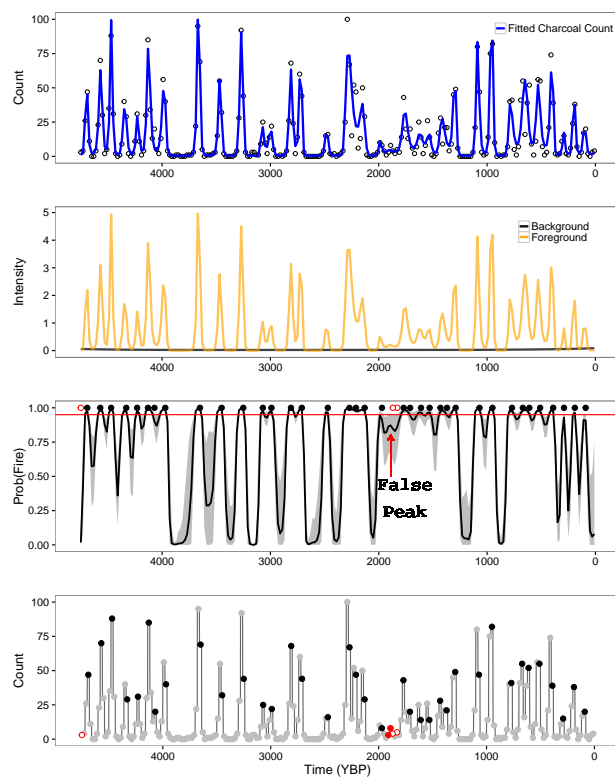 100
75
50
25
0
Count
Fitted Charcoal Count
4000 3000 2000 1000 0
5
4
3
2
1
0
Intensity
Background
Foreground
4000 3000 2000 1000 0
1.00
0.75
0.50
0.25
0.00
Prob(Fire)
False
Peak
4000 3000 2000 1000 0
100
75
50
25
0
Count
4000 3000 2000 1000 0
Time (YBP)